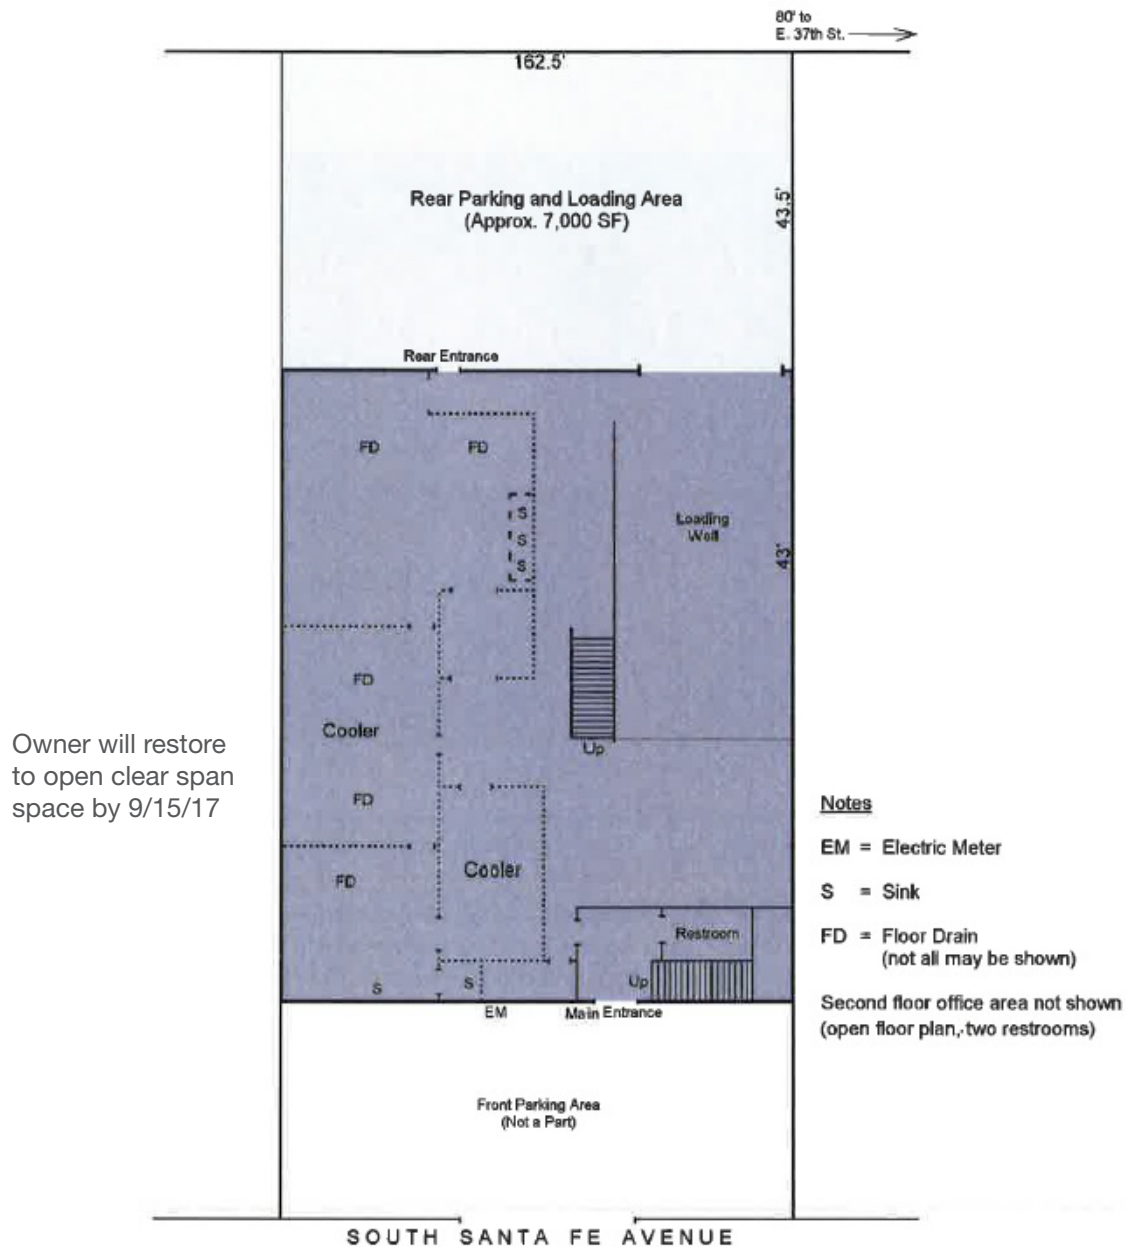 80' to
E. 37th St.
162.5'
Rear Parking and Loading Area
(Approx. 7,000 SF)
43.5'
Rear Entrance
FD
FD
S
S
S
Loading
Well
43'
FD
Cooler
Up
FD
Owner will restore
to open clear span
space by 9/15/17
Cooler
FD
Restroom
Up
S
S
EM
Main Entrance
Notes
EM = Electric Meter
S = Sink
FD = Floor Drain
(not all may be shown)
Second floor office area not shown
(open floor plan, two restrooms)
Front Parking Area
(Not a Part)
SOUTH SANTA FE AVENUE